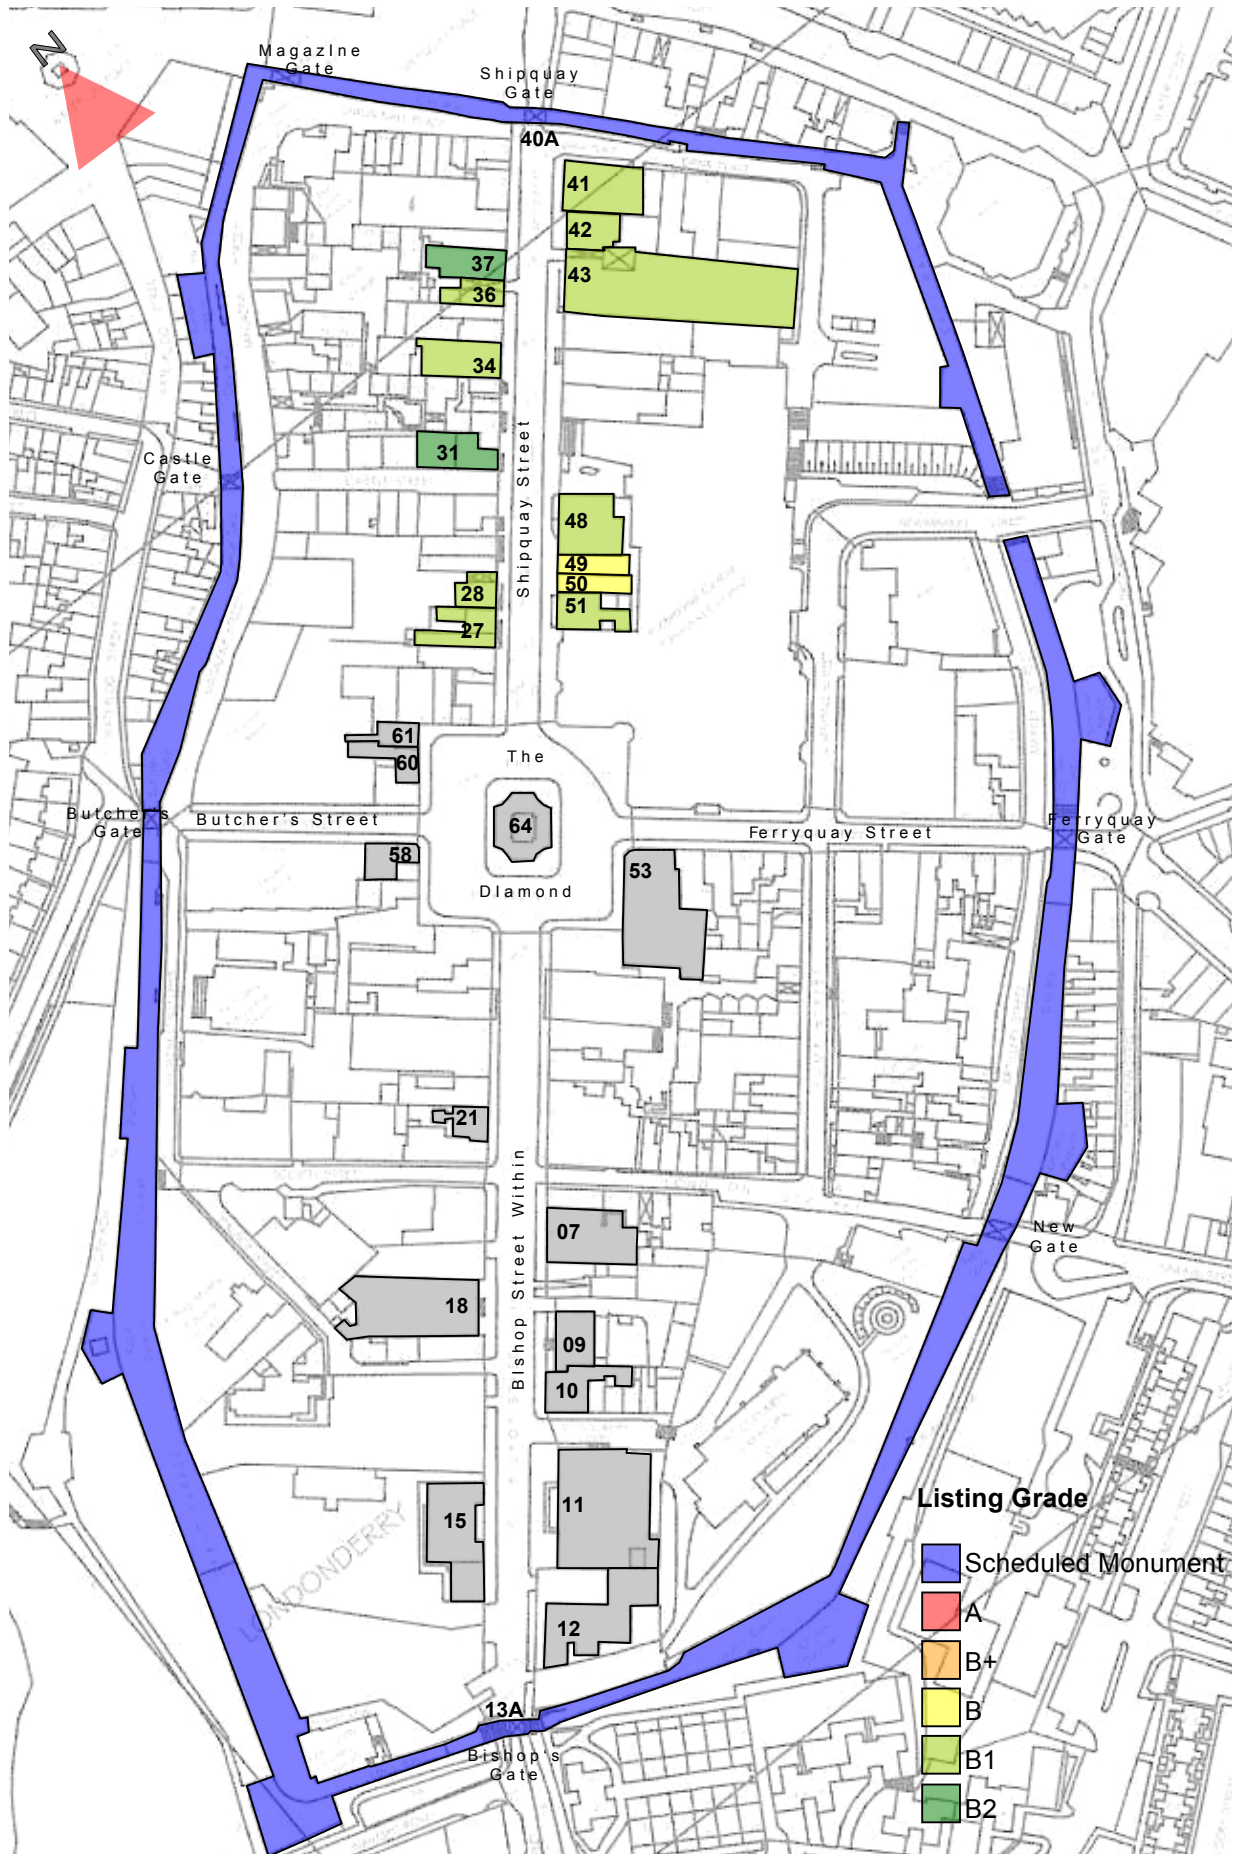 N
MagazIne
Gate
Shipquay
Gate
40A
41
42
43
37
36
34
31
Castle
Gate
Shipquay Street
48
49
50
51
28
27
61
60
The
64
DIamond
Butcher's
Gate
Butcher's Street
Ferryquay Street
Ferryquay
Gate
58
53
21
BIshop Street Within
07
New
Gate
18
09
10
11
15
12
LONDONDERRY
13A
Bishop's
Gate
Listing Grade
Scheduled Monument
A
B+
B
B1
B2